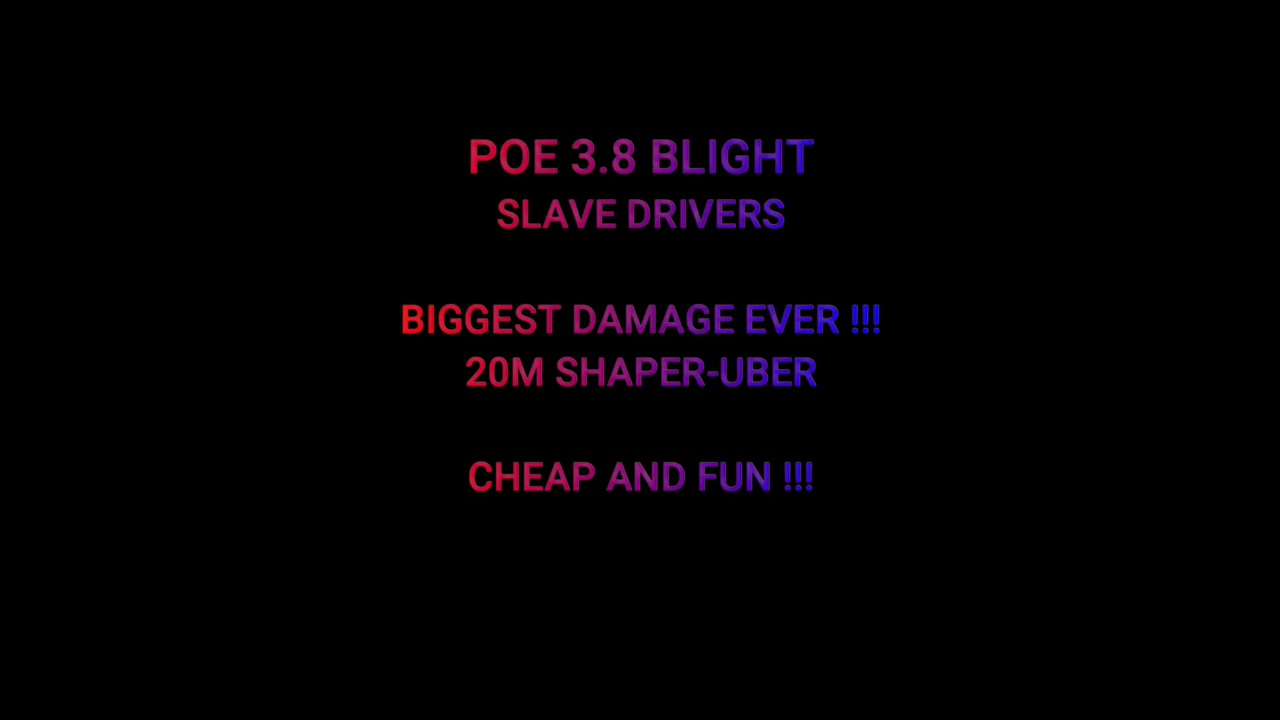 POE 3.8 BLIGHT
SLAVE DRIVERS
BIGGEST DAMAGE EVER !!!
20M SHAPER-UBER
CHEAP AND FUN !!!